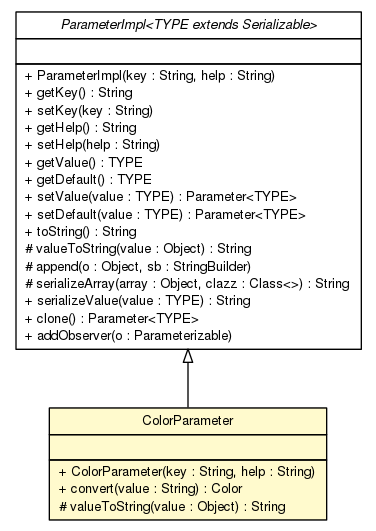 ParameterImpl<TYPE extends Serializable>
+ ParameterImpl(key : String, help : String)
+ getKey() : String
+ setKey(key : String)
+ getHelp() : String
+ setHelp(help : String)
+ getValue() : TYPE
+ getDefault() : TYPE
+ setValue(value : TYPE) : Parameter<TYPE>
+ setDefault(value : TYPE) : Parameter<TYPE>
+ toString() : String
# valueToString(value : Object) : String
# append(o : Object, sb : StringBuilder)
# serializeArray(array : Object, clazz : Class<>) : String
+ serializeValue(value : TYPE) : String
+ clone() : Parameter<TYPE>
+ addObserver(o : Parameterizable)
ColorParameter
+ ColorParameter(key : String, help : String)
+ convert(value : String) : Color
# valueToString(value : Object) : String